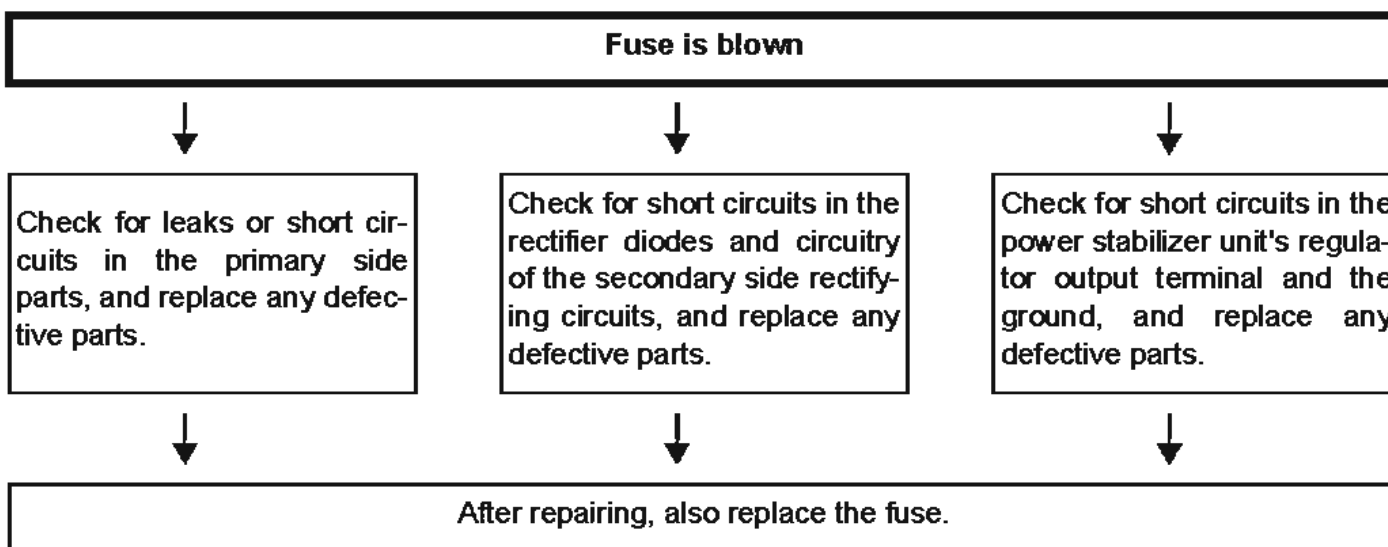 Fuse is blown
Check for leaks or short cir-
cuits in the primary side
parts, and replace any defec-
tive parts.
Check for short circuits in the
rectifier diodes and circuitry
of the secondary side rectify-
ing circuits, and replace any
defective parts.
Check for short circuits in the
power stabilizer unit's regula-
tor output terminal and the
ground, and replace any
defective parts.
After repairing, also replace the fuse.